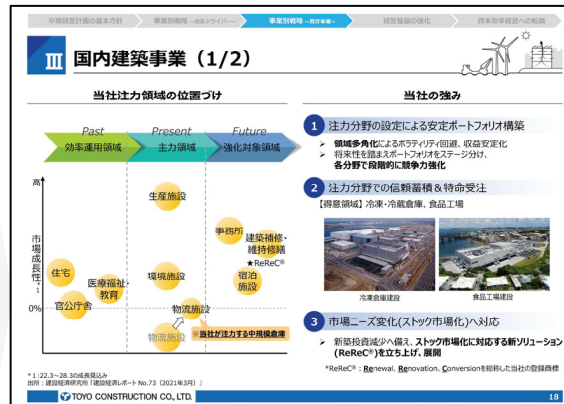 中期経営計画の基本方針
事業別戦略 ~成長ドライバー~
事業別戦略 ~既存事業~
経営基盤の強化
資本効率経営への転換
Ⅲ 国内建築事業（1/2）
当社注力領域の位置づけ
Past
効率運用領域
Present
主力領域
Future
強化対象領域
高
市場成長性*1
0%
生産施設
事務所
建築補修・
維持修繕
★ReReC®
住宅
医療福祉・
教育
環境施設
宿泊
施設
官公庁舎
物流施設
物流施設
※当社が注力する中規模倉庫
*1:22.3~28.3の成長見込み
出所：建設経済研究所「建設経済レポート No.73（2021年3月）」
当社の強み
1 注力分野の設定による安定ポートフォリオ構築
➢ 領域多角化によるボラティリティ回避、収益安定化
➢ 将来性を踏まえポートフォリオをステージ分け、
各分野で段階的に競争力強化
2 注力分野での信頼蓄積＆特命受注
【得意領域】冷凍・冷蔵倉庫、食品工場
冷凍倉庫建設
食品工場建設
3 市場ニーズ変化(ストック市場化)へ対応
➢ 新築投資減少へ備え、ストック市場化に対応する新ソリューション
(ReReC®)を立ち上げ、展開
*ReReC®：Renewal、Renovation、Conversionを総称した当社の登録商標
TOYO CONSTRUCTION CO., LTD.
18